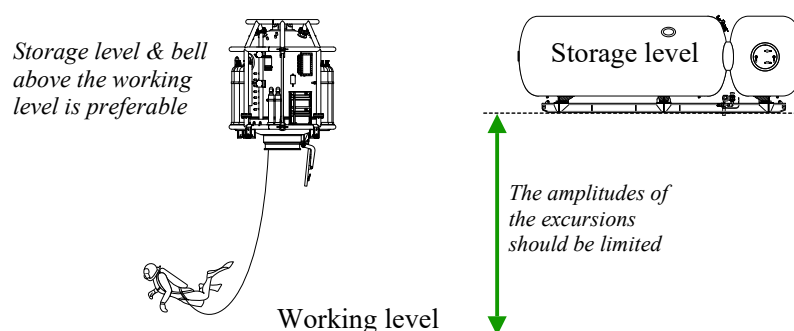 Storage level & bell
above the working
level is preferable
Storage level
The amplitudes of
the excursions
should be limited
Working level